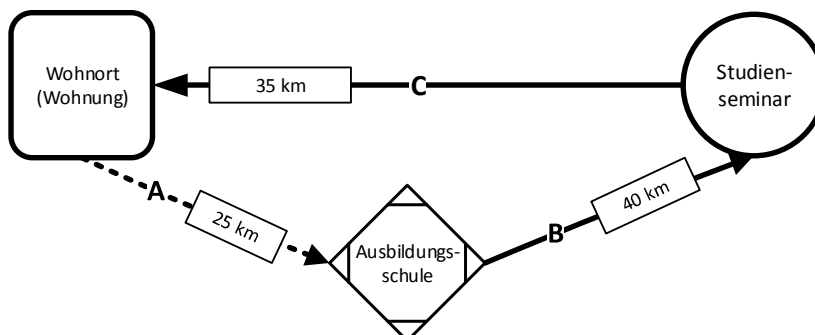 Wohnort
(Wohnung)
35 km
C
Studien-
seminar
A
25 km
Ausbildungs-
schule
B
40 km